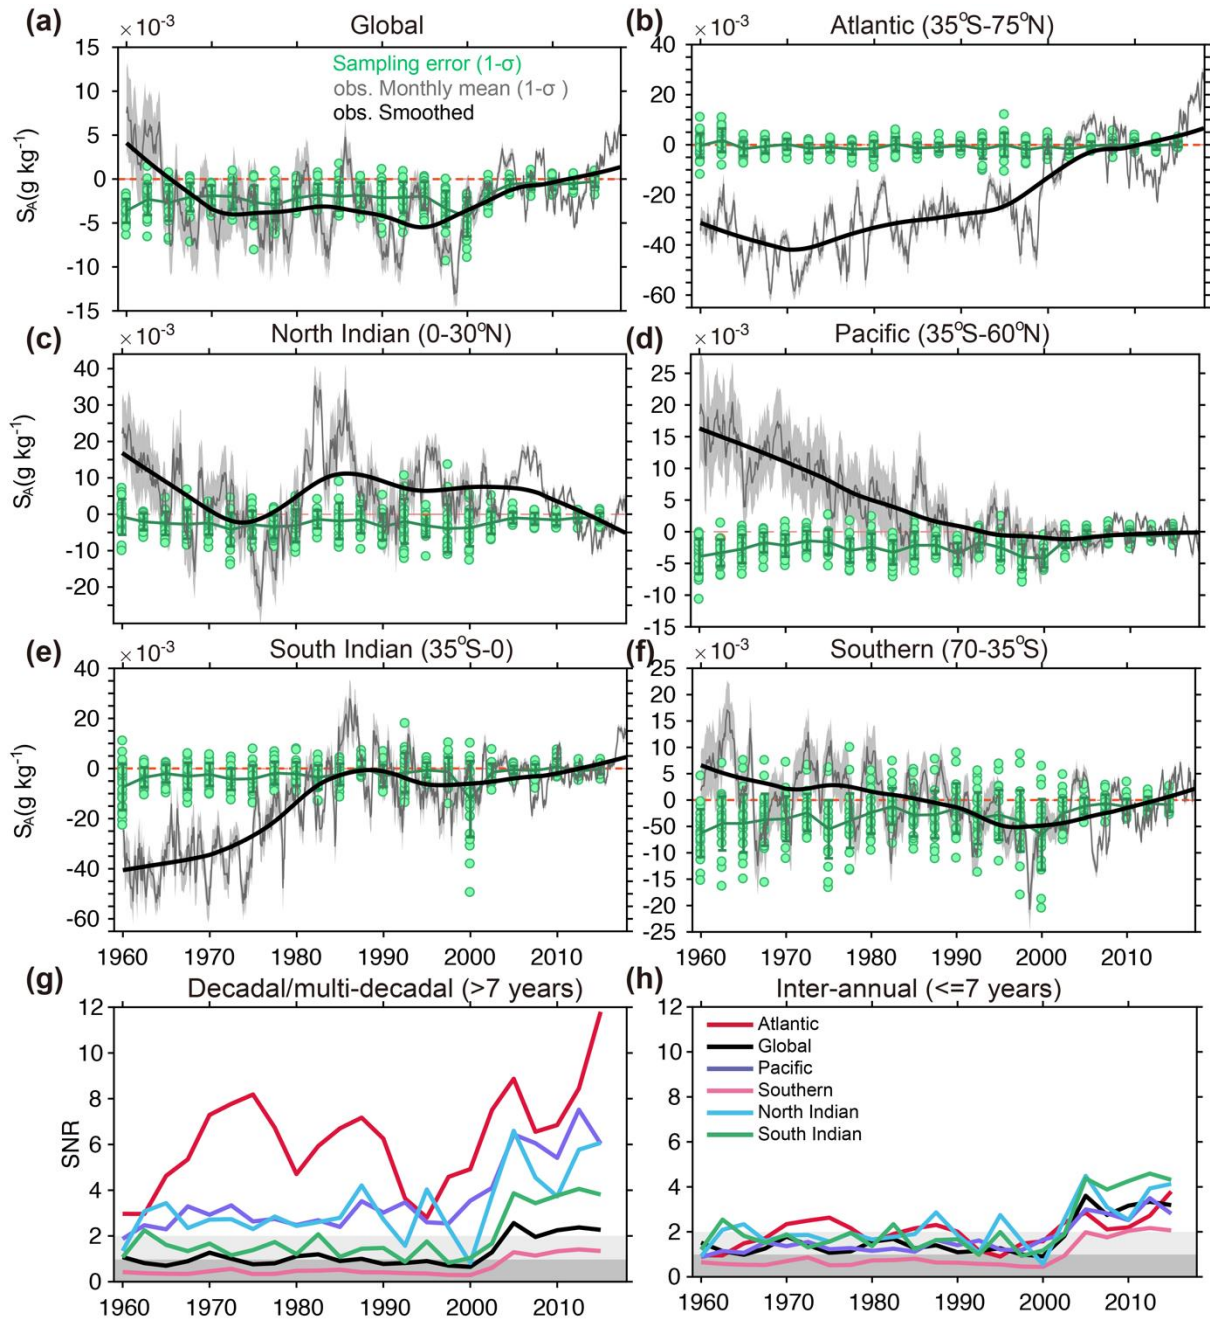 (a) ×10⁻³ Global
15
10
5
0
-5
-10
-15
S_A(g kg⁻¹)
Sampling error (1-σ)
obs. Monthly mean (1-σ )
obs. Smoothed
(b) ×10⁻³ Atlantic (35°S-75°N)
40
20
0
-20
-40
-60
(c) ×10⁻³ North Indian (0-30°N)
40
30
20
10
0
-10
-20
S_A(g kg⁻¹)
(d) ×10⁻³ Pacific (35°S-60°N)
25
20
15
10
5
0
-5
-10
-15
(e) ×10⁻³ South Indian (35°S-0)
40
20
0
-20
-40
-60
S_A(g kg⁻¹)
1960 1970 1980 1990 2000 2010
(f) ×10⁻³ Southern (70-35°S)
25
20
15
10
5
0
-5
-10
-15
-20
-25
1960 1970 1980 1990 2000 2010
(g) Decadal/multi-decadal (>7 years)
12
10
8
6
4
2
0
SNR
1960 1970 1980 1990 2000 2010
(h) Inter-annual (<=7 years)
12
10
8
6
4
2
0
Atlantic
Global
Pacific
Southern
North Indian
South Indian
1960 1970 1980 1990 2000 2010